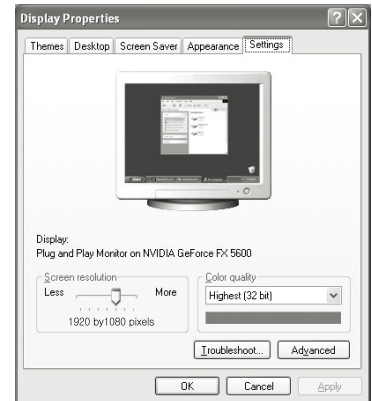 Display Properties
Themes Desktop Screen Saver Appearance Settings
Display:
Plug and Play Monitor on NVIDIA GeForce FX 5600
Screen resolution
Less More
1920 by1080 pixels
Color quality
Highest (32 bit)
Troubleshoot... Advanced
OK Cancel Apply